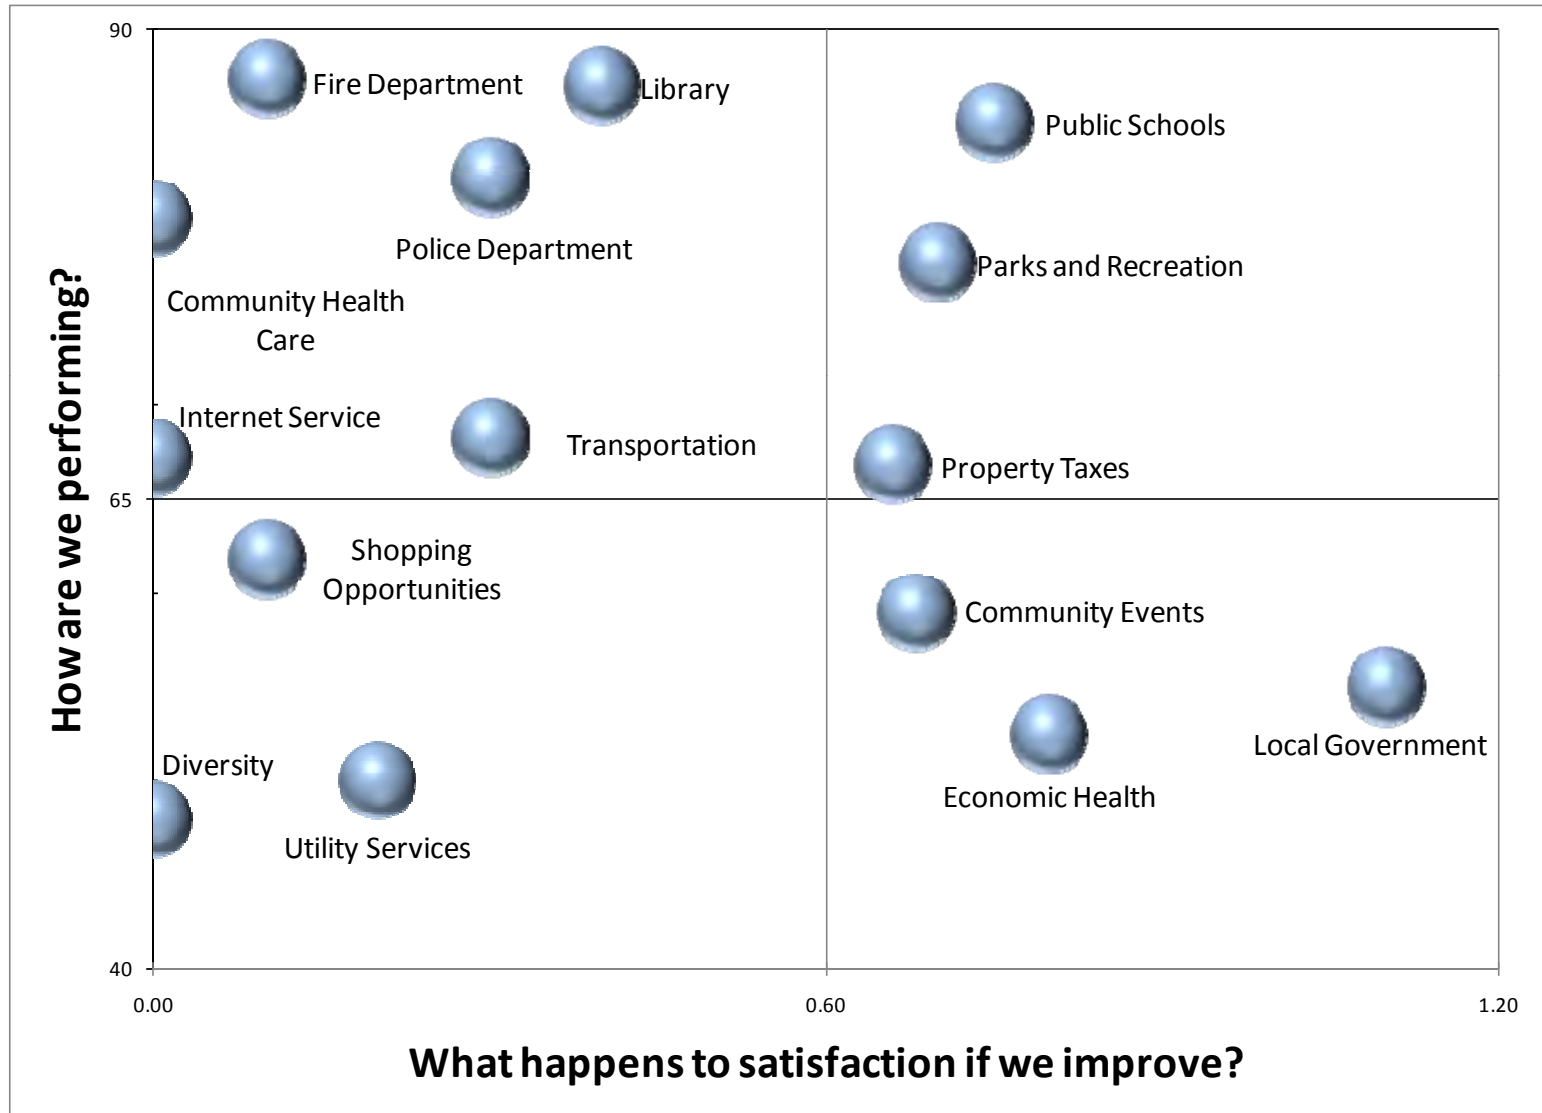 90
Fire Department
Library
Public Schools
Police Department
Parks and Recreation
Community Health
Care
How are we performing?
Internet Service
Transportation
Property Taxes
65
Shopping
Opportunities
Community Events
Local Government
Diversity
Economic Health
Utility Services
40
0.00
0.60
1.20
What happens to satisfaction if we improve?